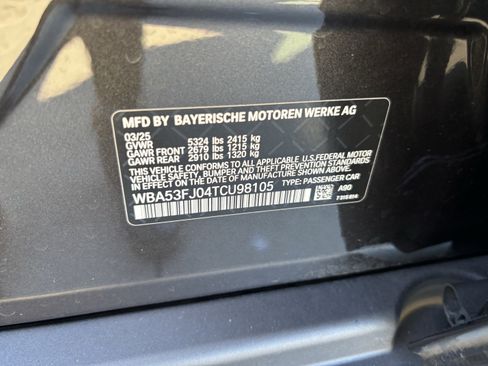 MFD BY BAYERISCHE MOTOREN WERKE AG
03/25
GVWR 5324 lbs 2415 kg
GAWR FRONT 2679 lbs 1215 kg
GAWR REAR 2910 lbs 1320 kg
THIS VEHICLE CONFORMS TO ALL APPLICABLE U.S. FEDERAL MOTOR
VEHICLE SAFETY, BUMPER, AND THEFT PREVENTION STANDARDS
IN EFFECT ON THE DATE OF MANUFACTURE SHOWN ABOVE.
WBA53FJ04TCU98105 TYPE: PASSENGER CAR
A90